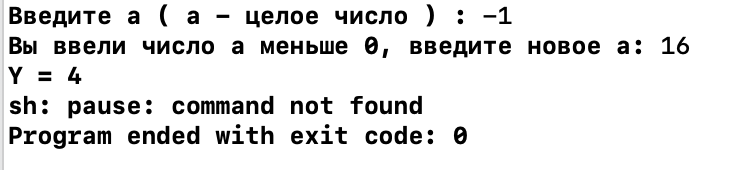 Введите а ( а - целое число ) : -1
Вы ввели число а меньше 0, введите новое а: 16
Y = 4
sh: pause: command not found
Program ended with exit code: 0